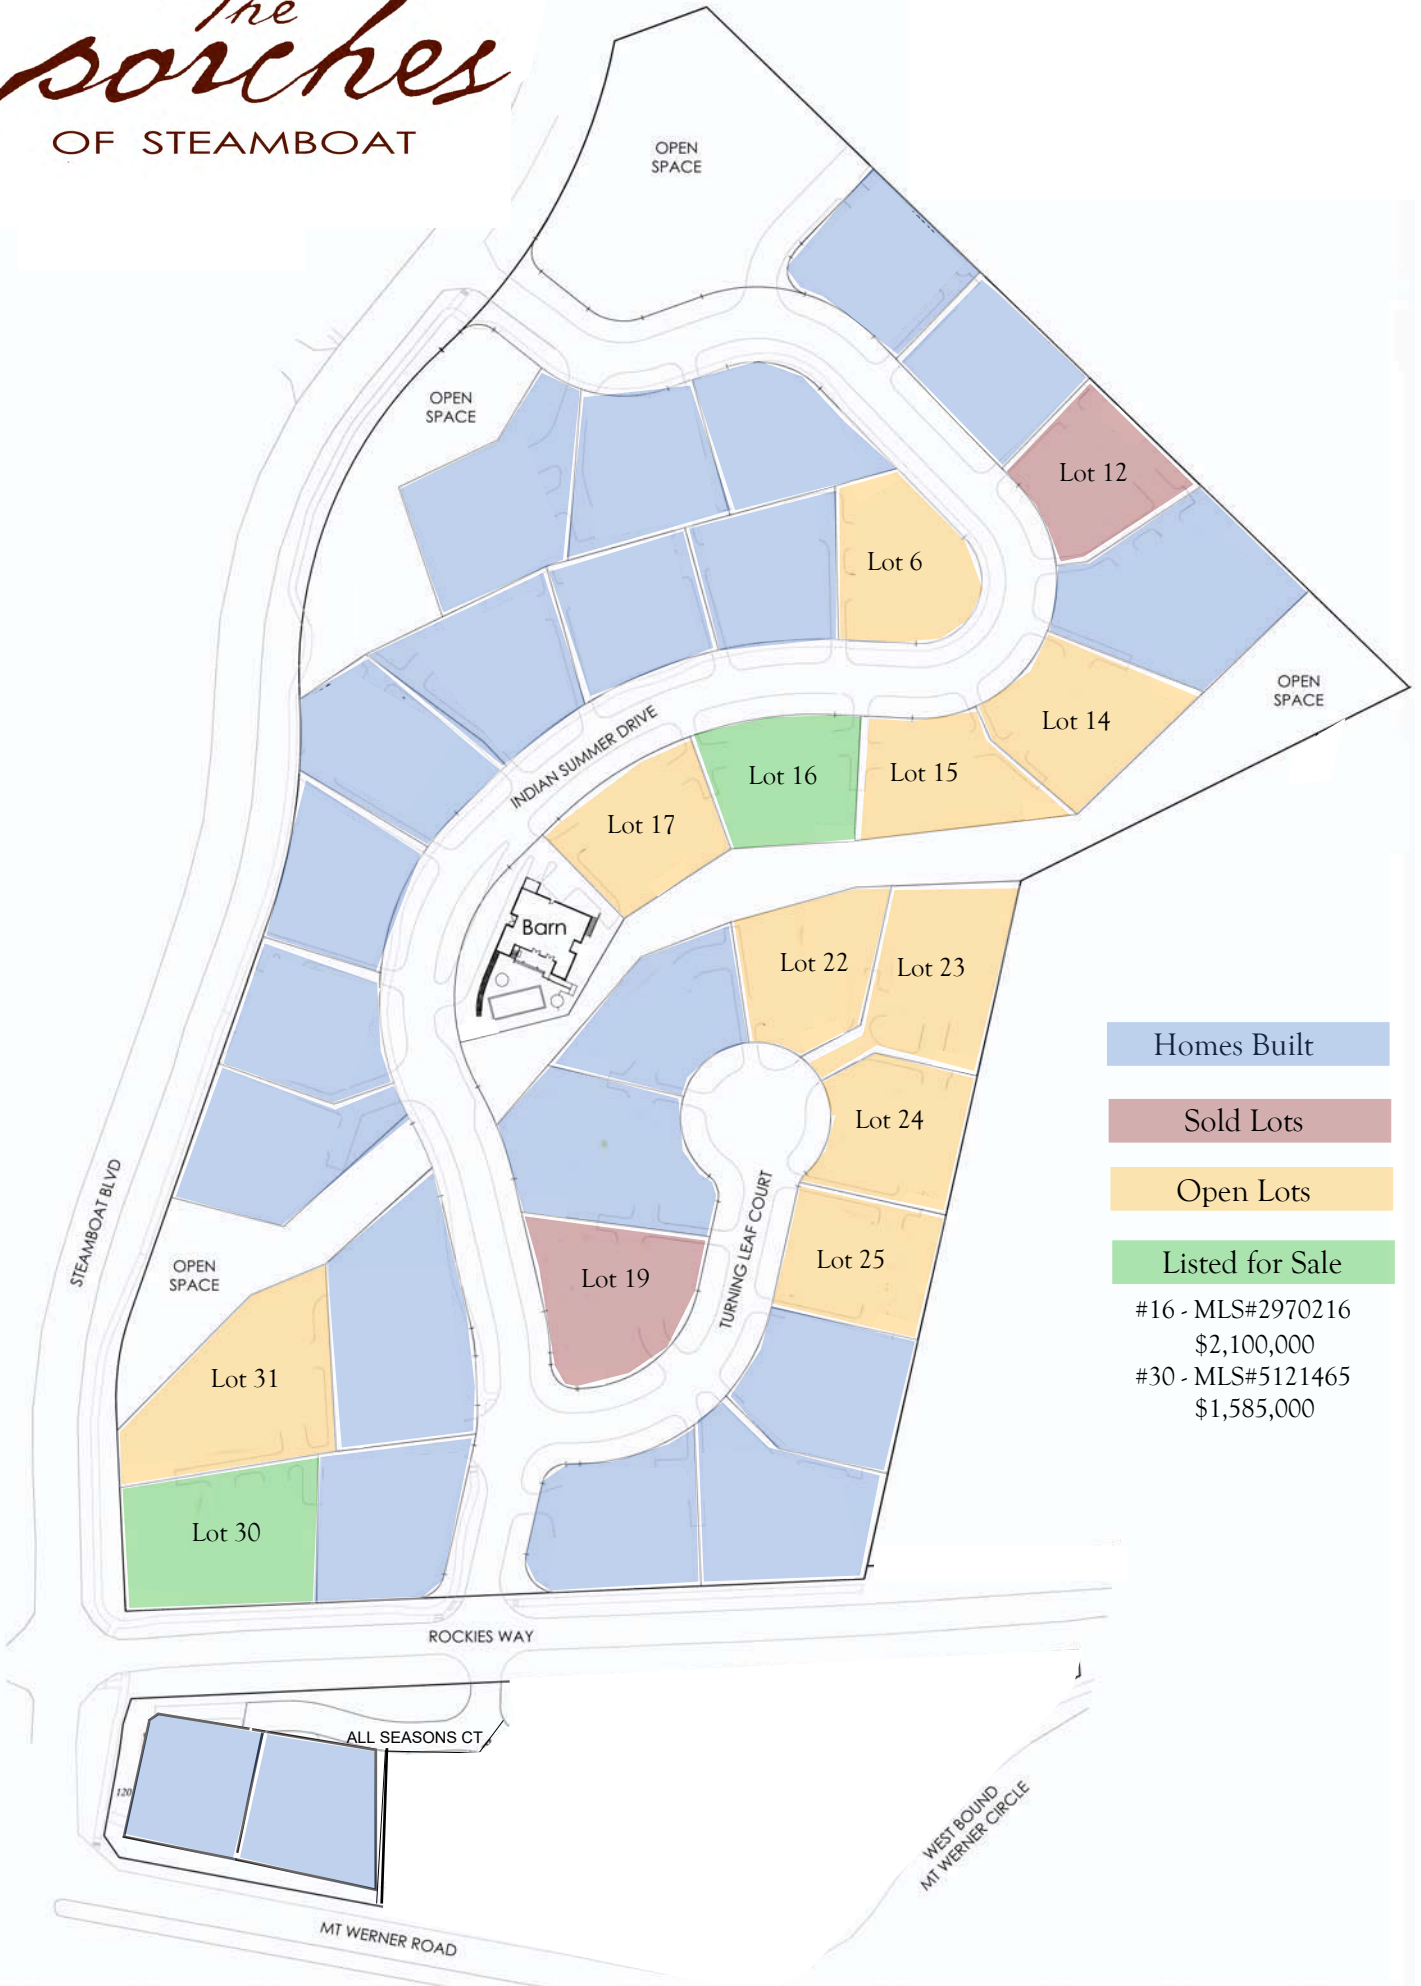 The
porches
OF STEAMBOAT
OPEN
SPACE
OPEN
SPACE
Lot 12
Lot 6
OPEN
SPACE
Lot 14
INDIAN SUMMER DRIVE
Lot 16
Lot 15
Lot 17
Barn
Lot 22
Lot 23
Homes Built
Sold Lots
Lot 24
Open Lots
STEAMBOAT BLVD
TURNING LEAF COURT
OPEN
SPACE
Lot 19
Lot 25
Listed for Sale
#16 - MLS#2970216
$2,100,000
#30 - MLS#5121465
$1,585,000
Lot 31
Lot 30
ROCKIES WAY
ALL SEASONS CT
120
WEST BOUND
MT WERNER CIRCLE
MT WERNER ROAD